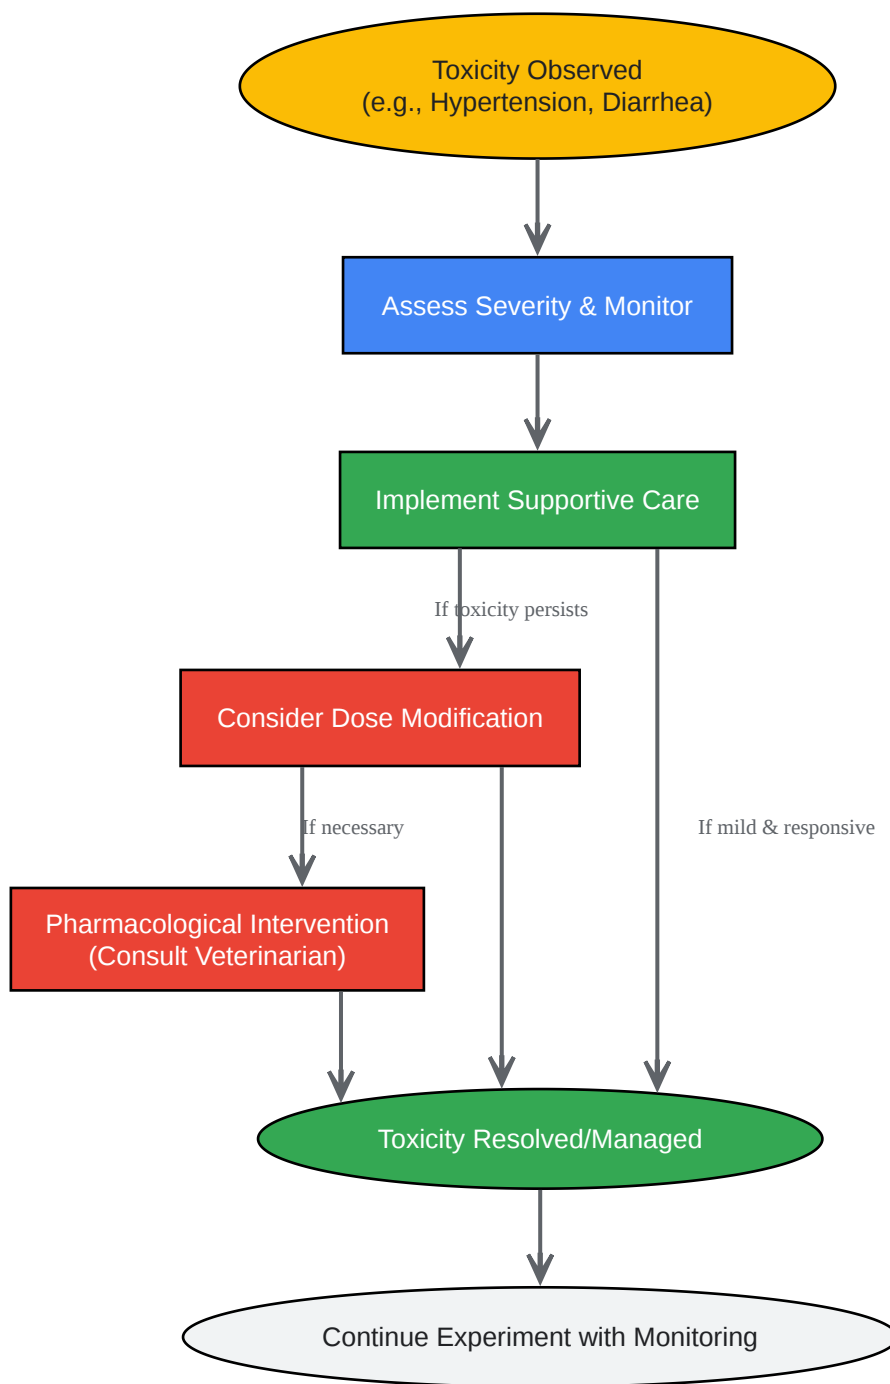 Toxicity Observed
(e.g., Hypertension, Diarrhea)
Assess Severity & Monitor
Implement Supportive Care
If toxicity persists
Consider Dose Modification
If necessary
If mild & responsive
Pharmacological Intervention
(Consult Veterinarian)
Toxicity Resolved/Managed
Continue Experiment with Monitoring